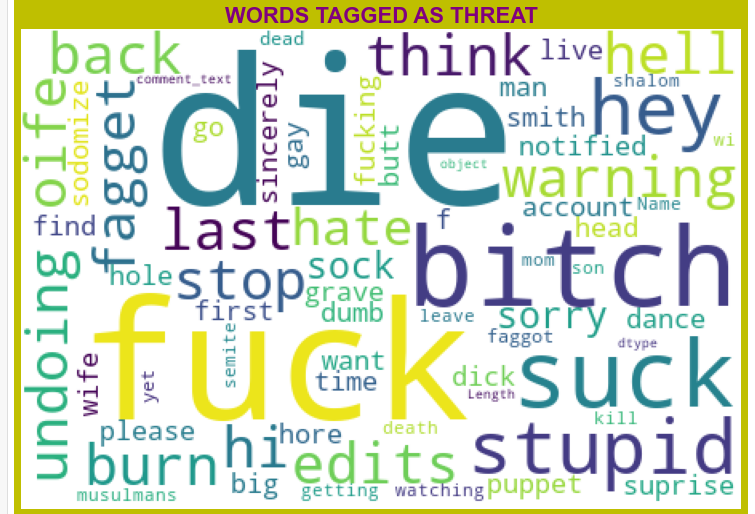 WORDS TAGGED AS THREAT
back
dead
think
live
hell
comment_text
oife
sodomize
fagget
die
go
sincerely
gay
fucking
butt
man
smith
hey
shalom
notified
wi
object
warning
find
last
hate
f
account
Name
head
undoing
hole
stop
sock
bitch
mom
son
grave
first
dumb
leave
sorry
dance
faggot
dtype
fuck
wife
yet
semite
want
time
dick
Length
suck
kill
please
hi
hore
death
stupid
burn
edits
big
musulmans
getting
watching
puppet
suprise